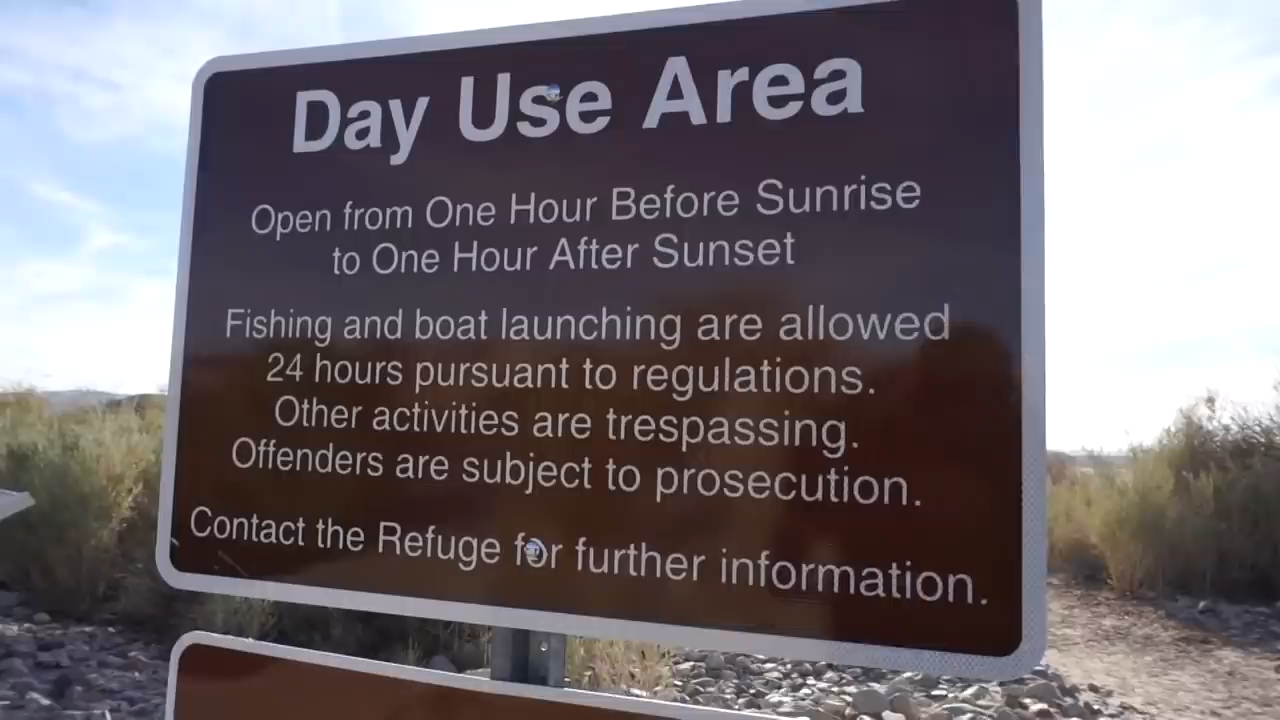 Day Use Area
Open from One Hour Before Sunrise
to One Hour After Sunset
Fishing and boat launching are allowed
24 hours pursuant to regulations.
Other activities are trespassing.
Offenders are subject to prosecution.
Contact the Refuge for further information.